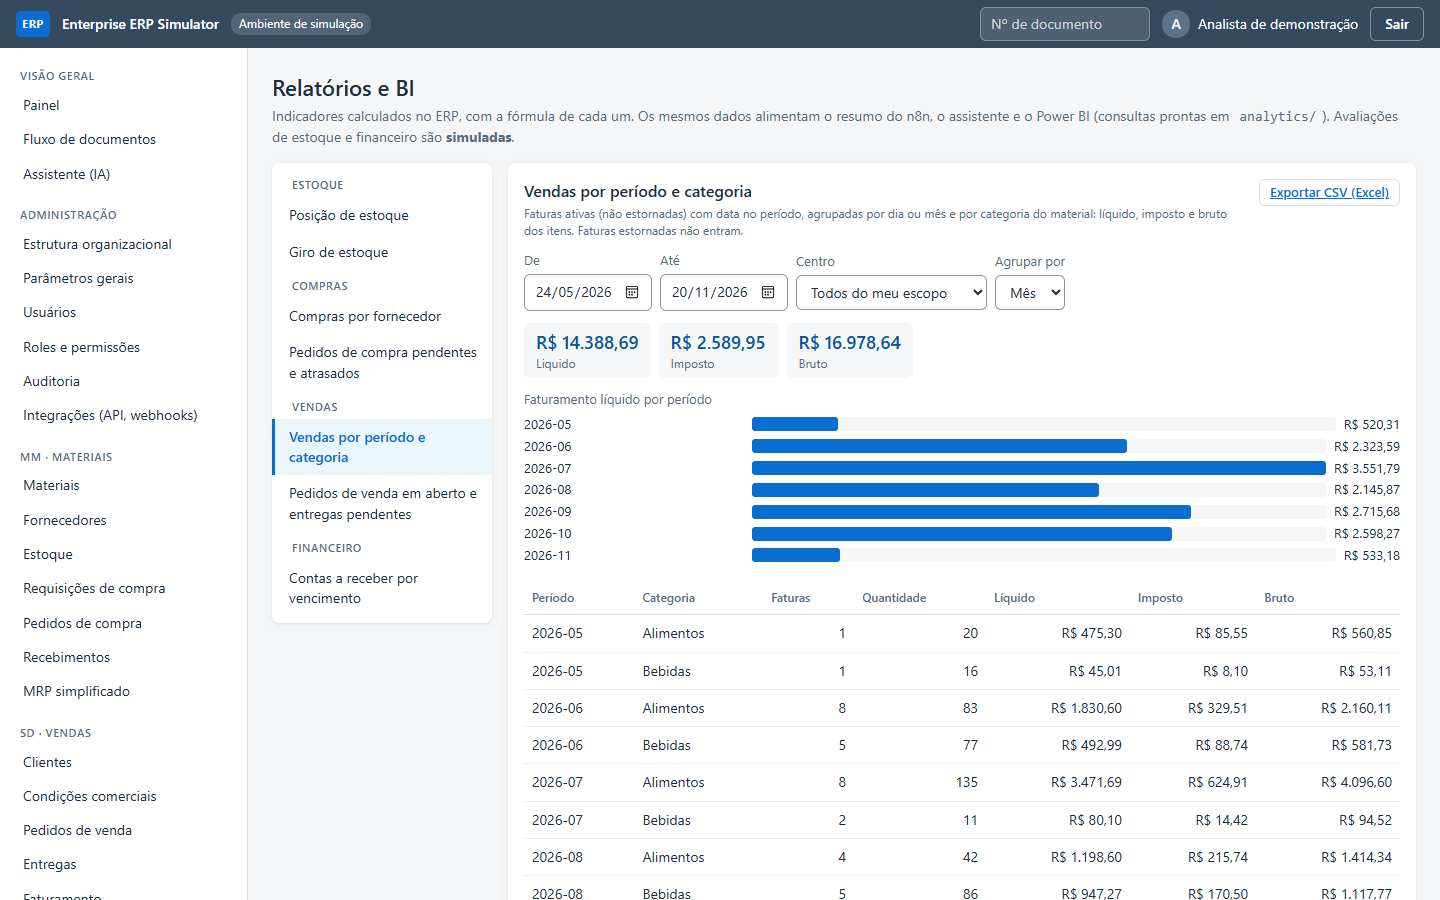 ERP Enterprise ERP Simulator Ambiente de simulação Nº de documento A Analista de demonstração Sair
VISÃO GERAL
Painel
Fluxo de documentos
Assistente (IA)
ADMINISTRAÇÃO
Estrutura organizacional
Parâmetros gerais
Usuários
Roles e permissões
Auditoria
Integrações (API, webhooks)
MM · MATERIAIS
Materiais
Fornecedores
Estoque
Requisições de compra
Pedidos de compra
Recebimentos
MRP simplificado
SD · VENDAS
Clientes
Condições comerciais
Pedidos de venda
Entregas
Faturamento
Relatórios e BI
Indicadores calculados no ERP, com a fórmula de cada um. Os mesmos dados alimentam o resumo do n8n, o assistente e o Power BI (consultas prontas em analytics/ ). Avaliações
de estoque e financeiro são simuladas.
ESTOQUE
Posição de estoque
Giro de estoque
COMPRAS
Compras por fornecedor
Pedidos de compra pendentes
e atrasados
VENDAS
Vendas por período e
categoria
Pedidos de venda em aberto e
entregas pendentes
FINANCEIRO
Contas a receber por
vencimento
Vendas por período e categoria
Exportar CSV (Excel)
Faturas ativas (não estornadas) com data no período, agrupadas por dia ou mês e por categoria do material: líquido, imposto e bruto
dos itens. Faturas estornadas não entram.
De Até Centro Agrupar por
24/05/2026 20/11/2026 Todos do meu escopo Mês
R$ 14.388,69 R$ 2.589,95 R$ 16.978,64
Liquido Imposto Bruto
Faturamento líquido por período
2026-05 R$ 520,31
2026-06 R$ 2.323,59
2026-07 R$ 3.551,79
2026-08 R$ 2.145,87
2026-09 R$ 2.715,68
2026-10 R$ 2.598,27
2026-11 R$ 533,18
Período Categoria Faturas Quantidade Líquido Imposto Bruto
2026-05 Alimentos 1 20 R$ 475,30 R$ 85,55 R$ 560,85
2026-05 Bebidas 1 16 R$ 45,01 R$ 8,10 R$ 53,11
2026-06 Alimentos 8 83 R$ 1.830,60 R$ 329,51 R$ 2.160,11
2026-06 Bebidas 5 77 R$ 492,99 R$ 88,74 R$ 581,73
2026-07 Alimentos 8 135 R$ 3.471,69 R$ 624,91 R$ 4.096,60
2026-07 Bebidas 2 11 R$ 80,10 R$ 14,42 R$ 94,52
2026-08 Alimentos 4 42 R$ 1.198,60 R$ 215,74 R$ 1.414,34
2026-08 Bebidas 5 86 R$ 947,27 R$ 170,50 R$ 1.117,77